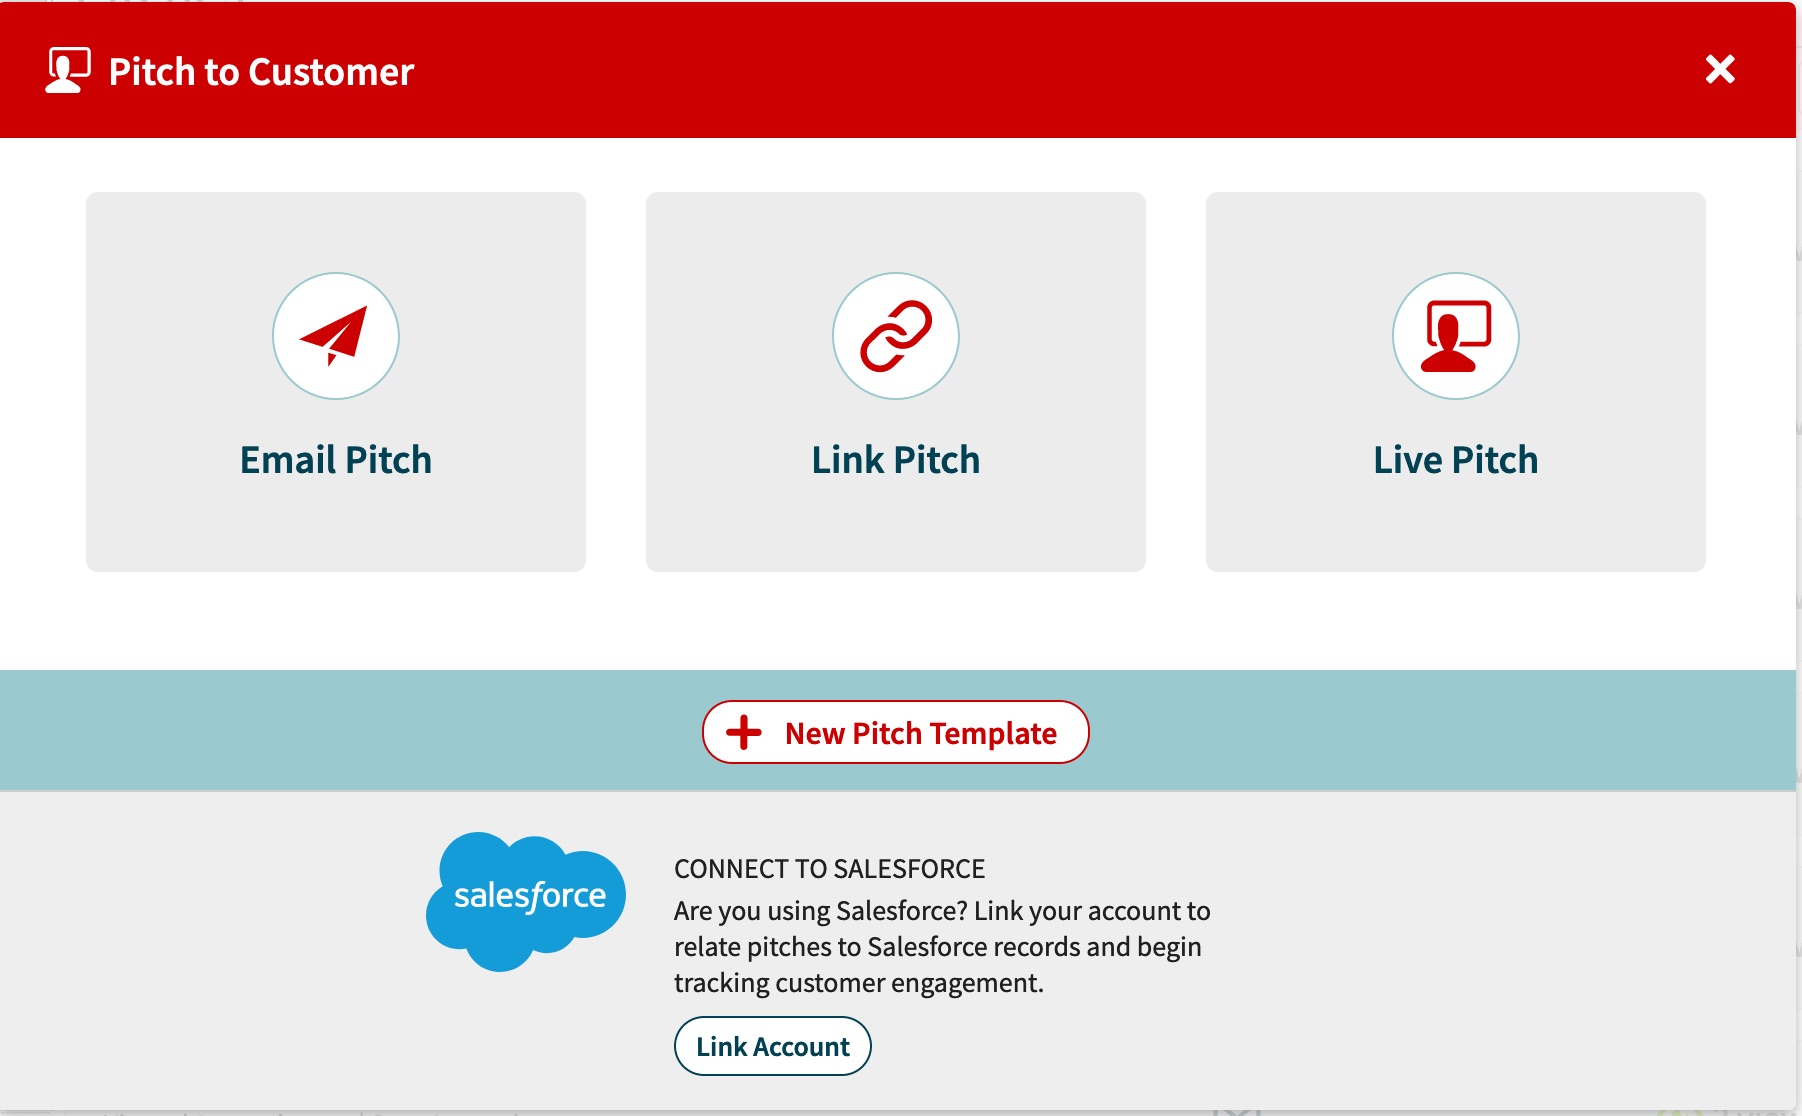 Pitch to Customer
Email Pitch
Link Pitch
Live Pitch
New Pitch Template
salesforce
CONNECT TO SALESFORCE
Are you using Salesforce? Link your account to
relate pitches to Salesforce records and begin
tracking customer engagement.
Link Account